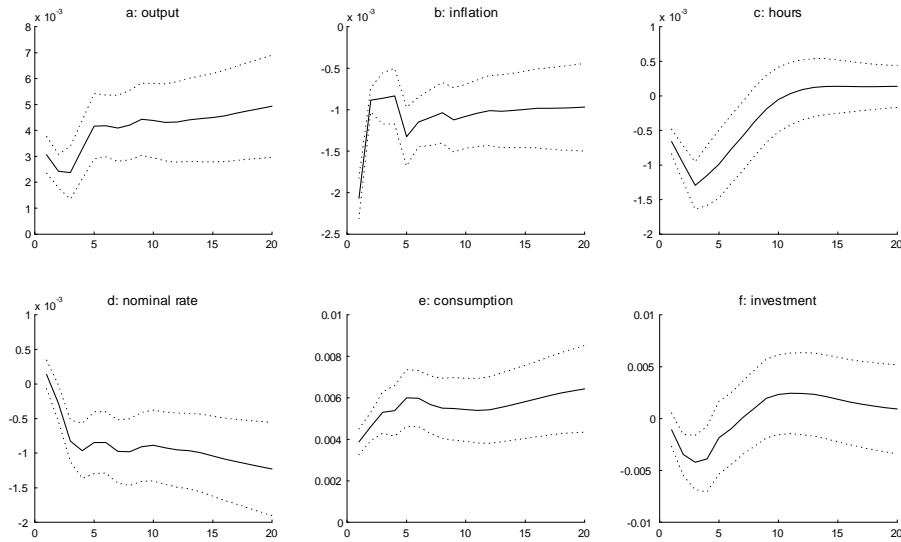 x 10-3
a: output
8
7
6
5
4
3
2
1
0
0 5 10 15 20
x 10-3
b: inflation
0
-0.5
-1
-1.5
-2
-2.5
0 5 10 15 20
x 10-3
c: hours
1
0.5
0
-0.5
-1
-1.5
-2
0 5 10 15 20
x 10-3
d: nominal rate
1
0.5
0
-0.5
-1
-1.5
-2
0 5 10 15 20
e: consumption
0.01
0.008
0.006
0.004
0.002
0
0 5 10 15 20
f: investment
0.01
0.005
0
-0.005
-0.01
0 5 10 15 20